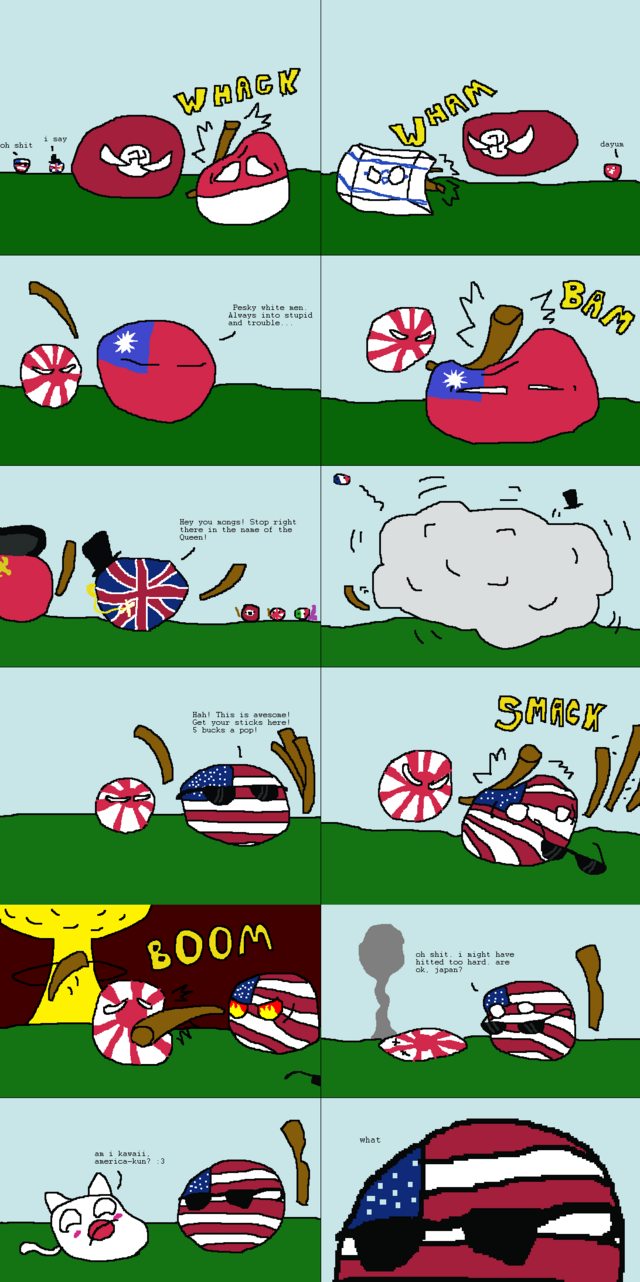 WHACK
oh shit
i say
WHAM
dayum
Pesky white men.
Always into stupid
and trouble...
BAM
Hey you mongs! Stop right
there in the name of the
Queen!
Hah! This is awesome!
Get your sticks here!
5 bucks a pop!
SMACK
BOOM
oh shit. i might have
hitted too hard. are
ok, japan?
am i kawaii,
america-kun? :3
what